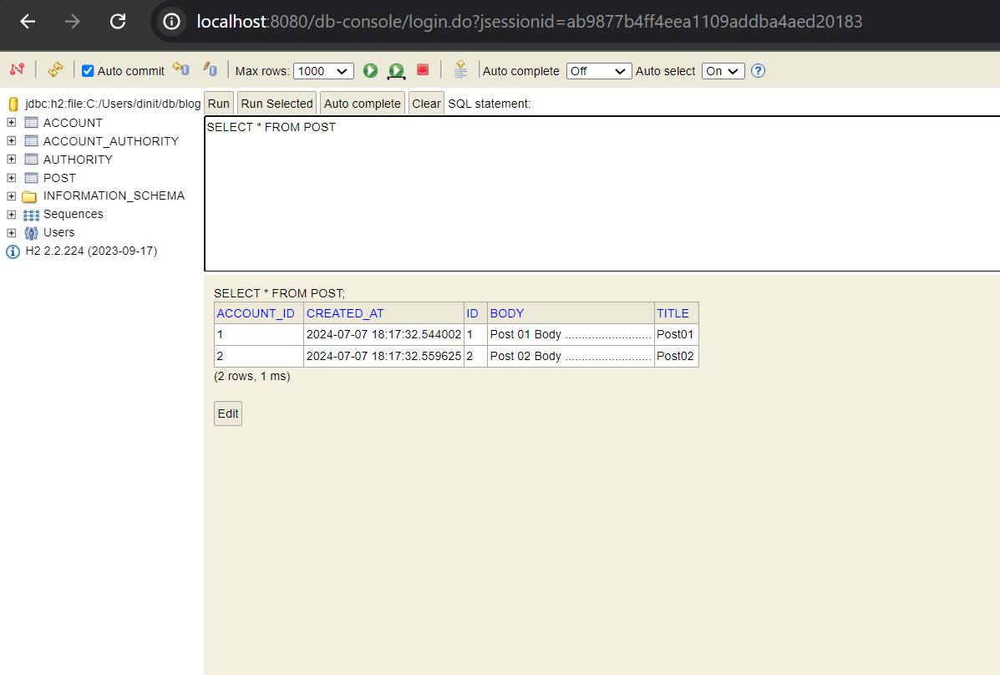 localhost:8080/db-console/login.do?jsessionid=ab9877b4ff4eea1109addba4aed20183
Auto commit Max rows: 1000 Auto complete Off Auto select On
jdbc:h2:file:C:/Users/dinit/db/blog
ACCOUNT
ACCOUNT_AUTHORITY
AUTHORITY
POST
INFORMATION_SCHEMA
Sequences
Users
H2 2.2.224 (2023-09-17)
Run Run Selected Auto complete Clear SQL statement:
SELECT * FROM POST
SELECT * FROM POST;
ACCOUNT_ID CREATED_AT ID BODY TITLE
1 2024-07-07 18:17:32.544002 1 Post 01 Body .......................... Post01
2 2024-07-07 18:17:32.559625 2 Post 02 Body .......................... Post02
(2 rows, 1 ms)
Edit